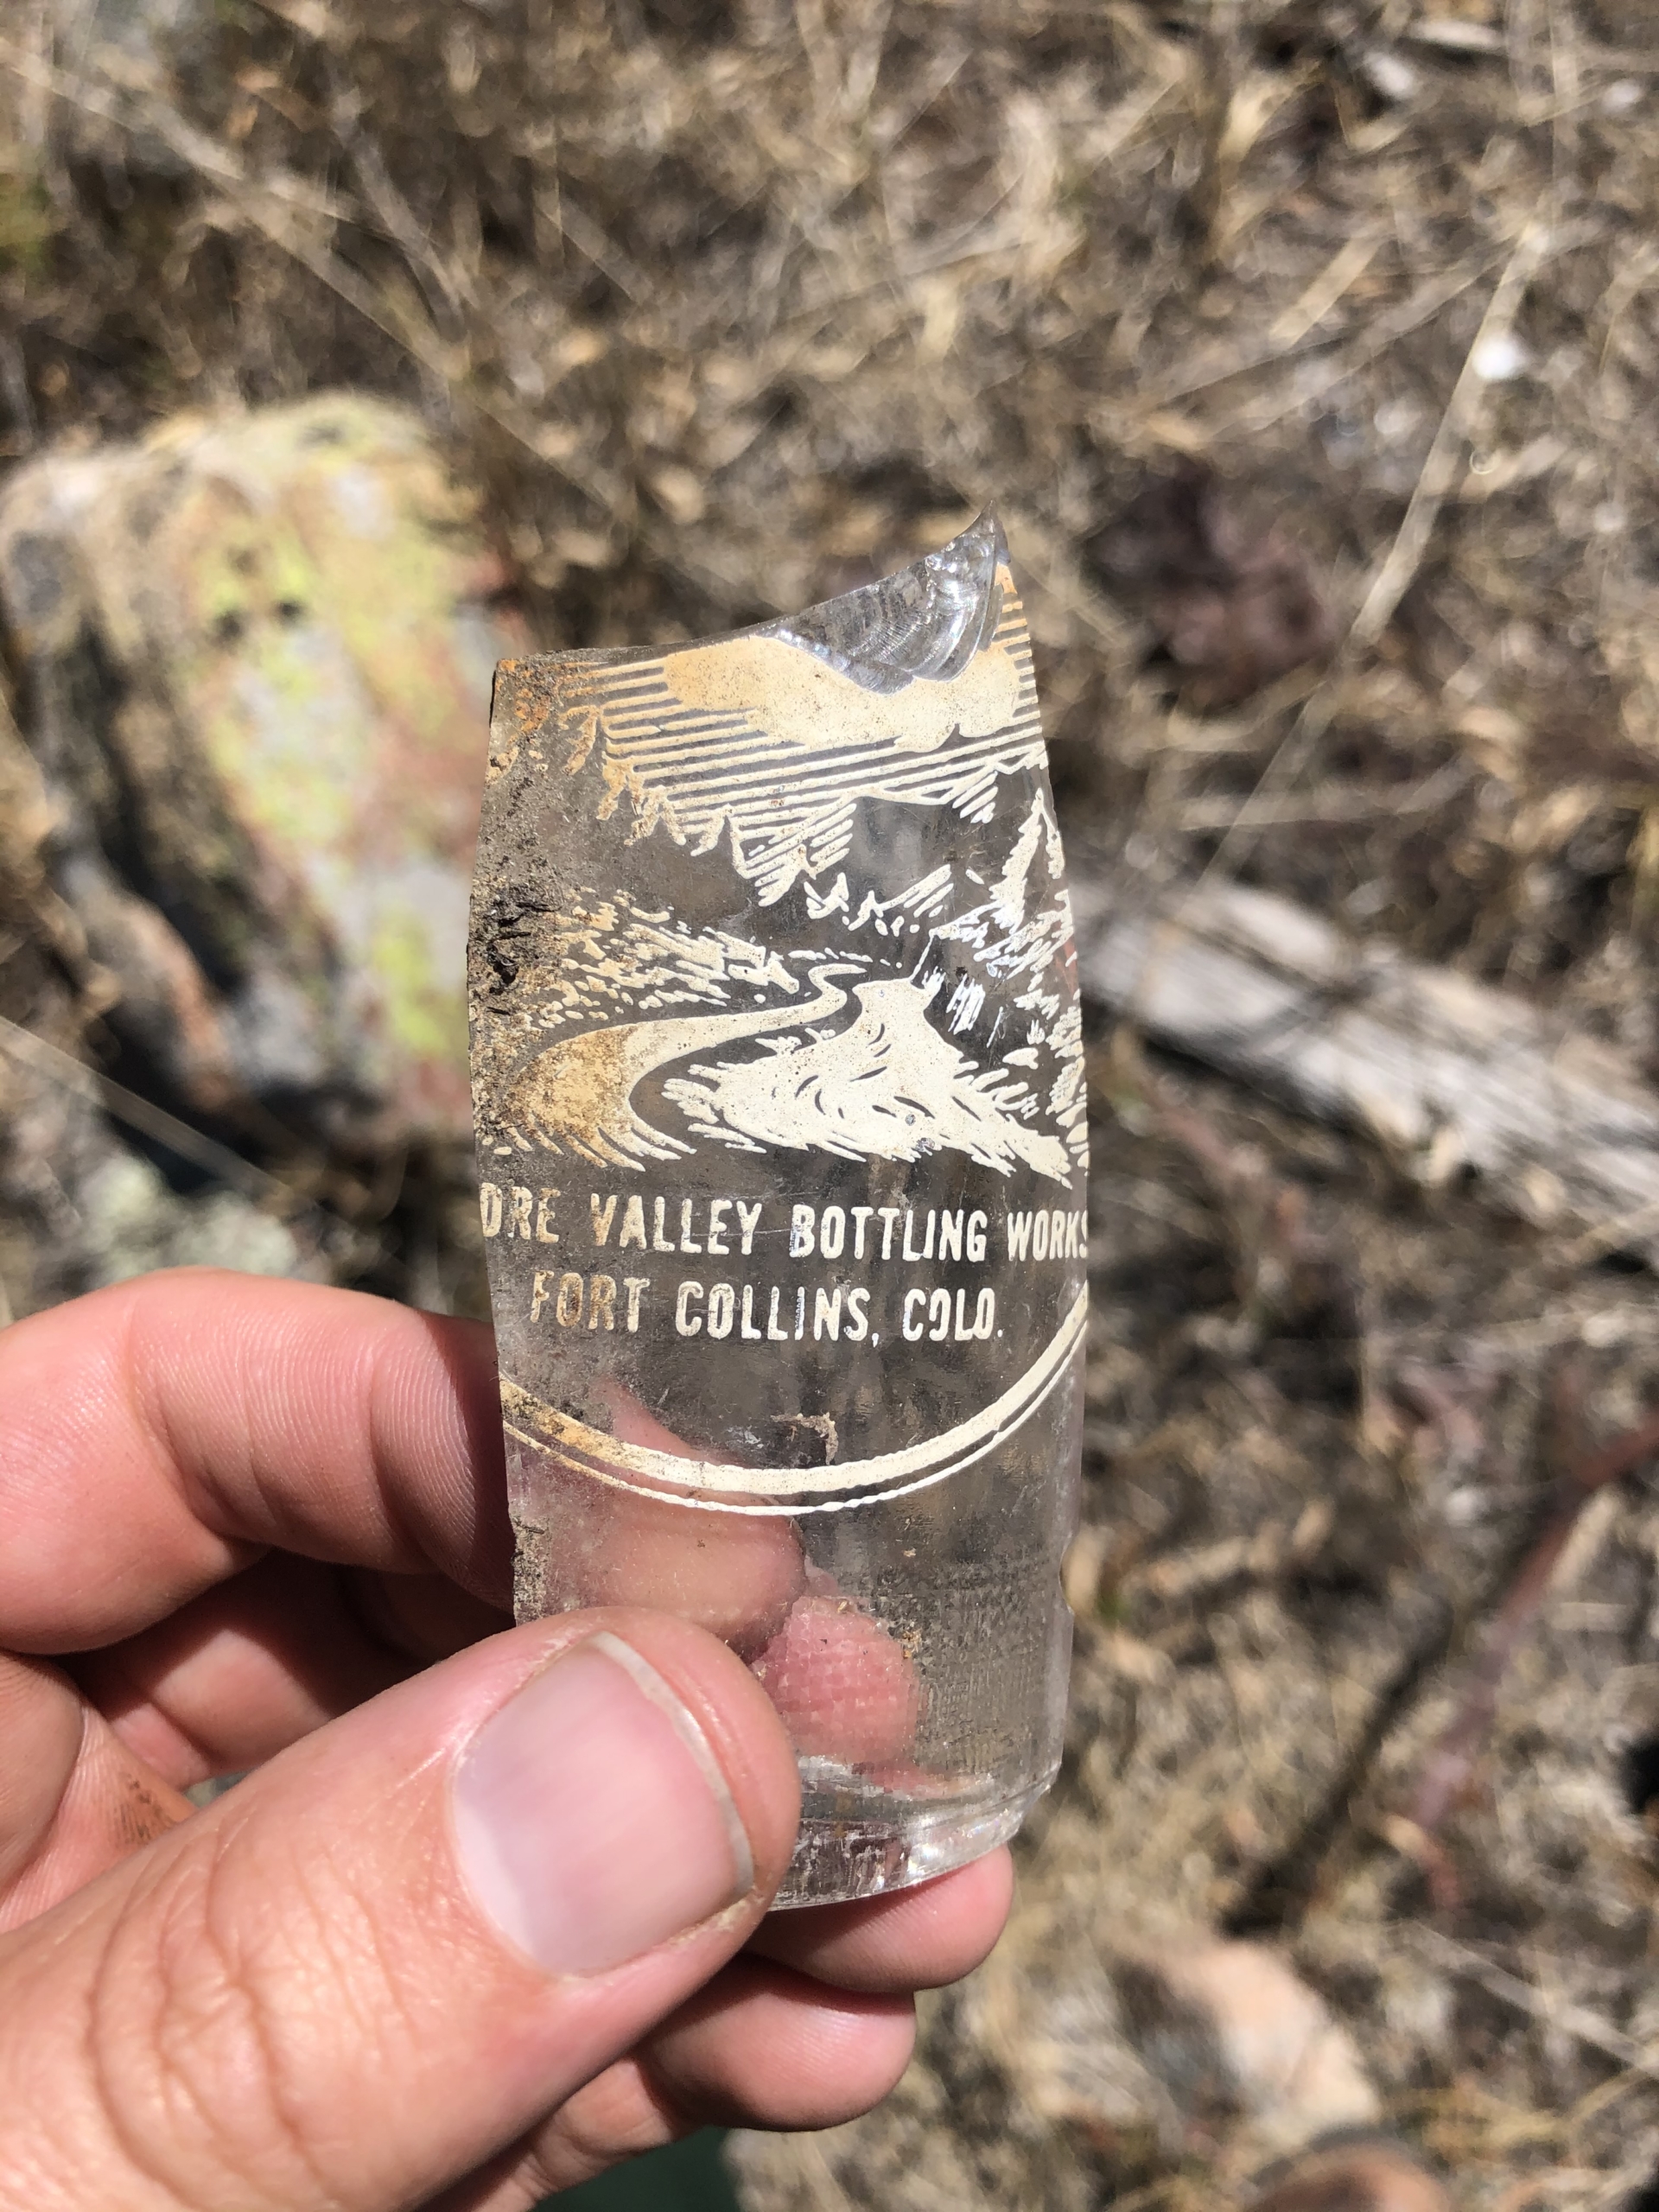 DRE VALLEY BOTTLING WORKS
FORT COLLINS, COLO.